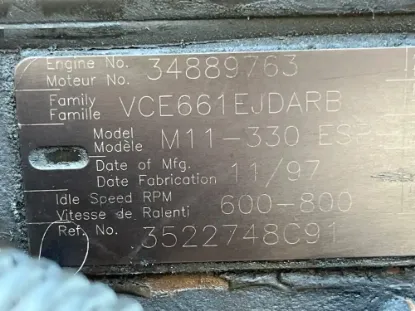 Engine No. 34889763
Moteur No.
Family VCE661EJDARB
Famille
Model M11-330 ESP
Modèle
Date of Mfg. 11/97
Date Fabrication
Idle Speed RPM 600-800
Vitesse de Ralenti
Ref. No. 3522748C91